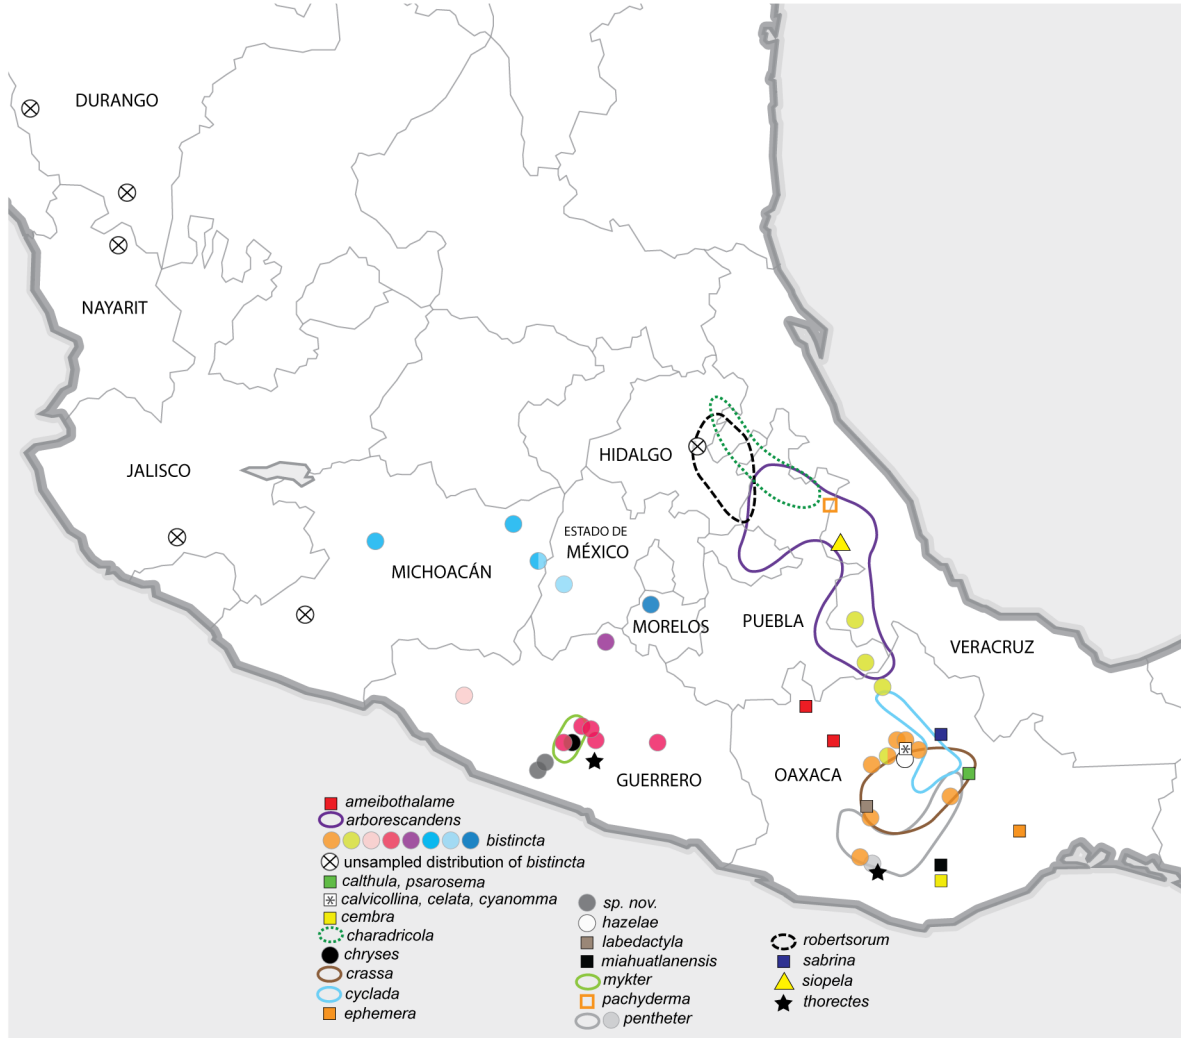 DURANGO
NAYARIT
JALISCO
HIDALGO
ESTADO DE
MÉXICO
MICHOACÁN
MORELOS
PUEBLA
VERACRUZ
OAXACA
GUERRERO
ameibothalame
arborescandens
bistincta
unsampled distribution of bistincta
calthula, psarosema
calvicollina, celata, cyanomma
cembra
charadricola
chryses
crassa
cyclada
ephemera
sp. nov.
hazelae
labedactyla
miahuatlanensis
mykter
pachyderma
pentheter
robertsorum
sabrina
siopela
thorectes